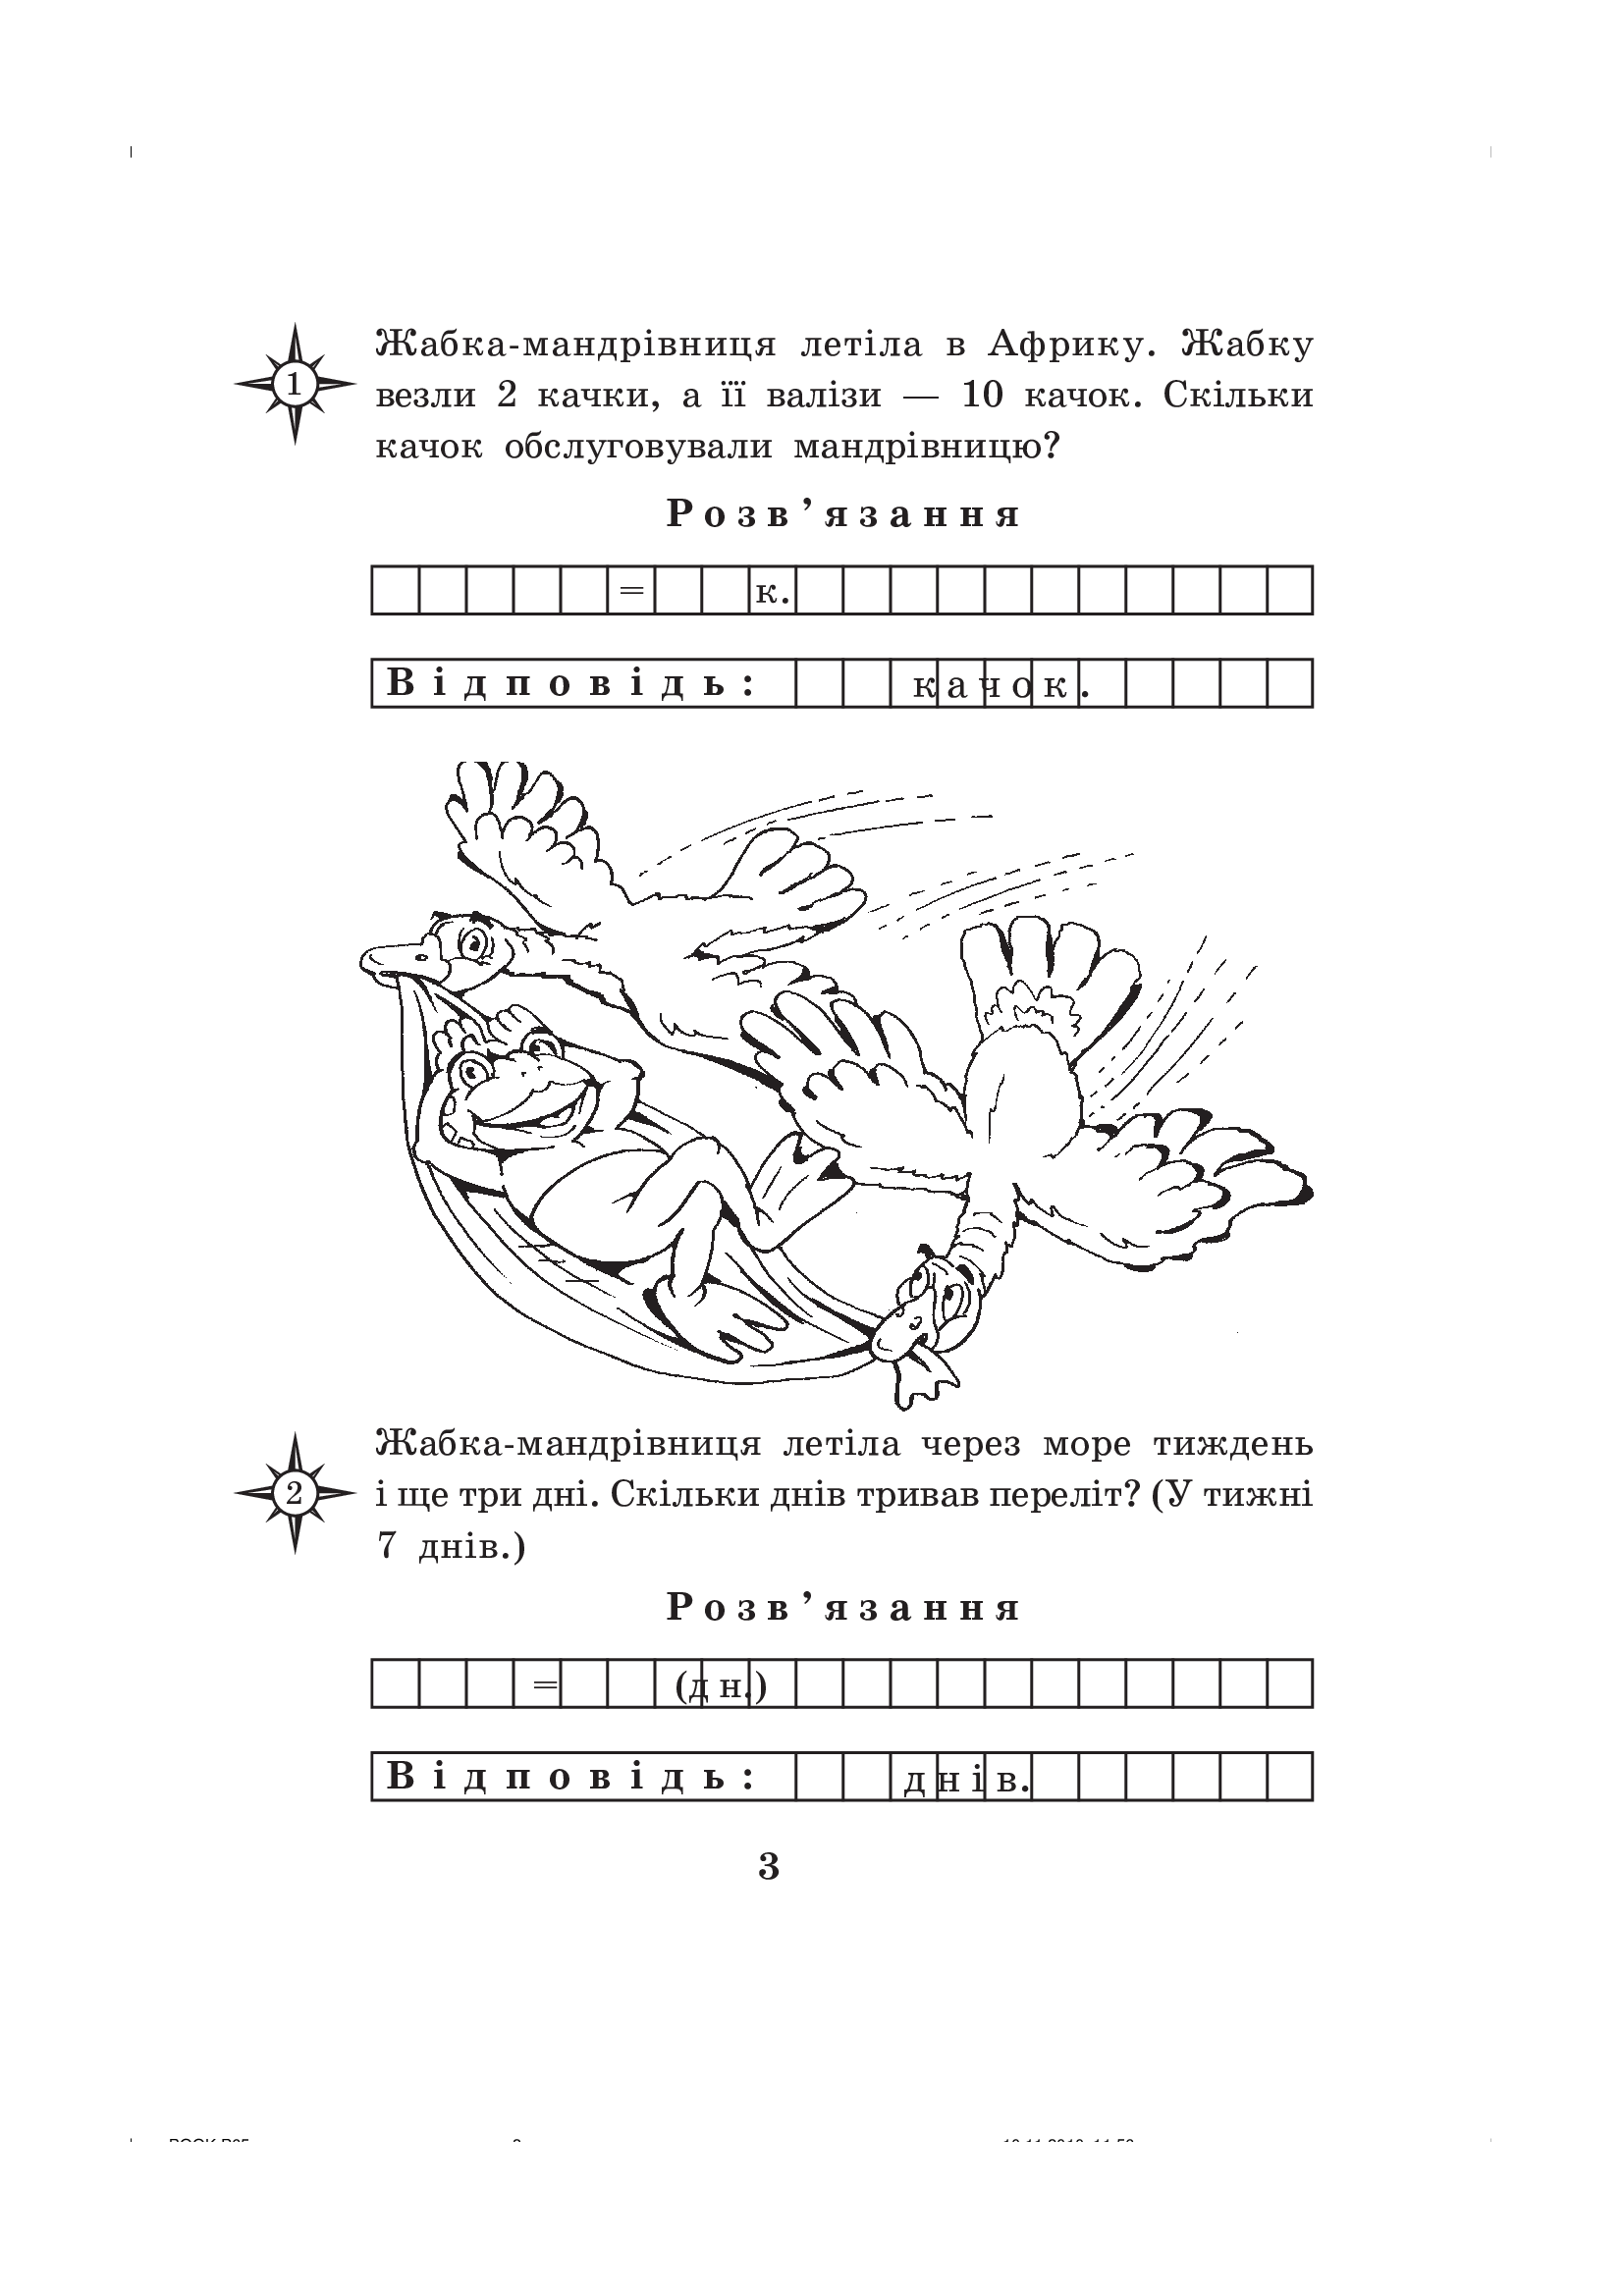 1
Жабка-мандрівниця летіла в Африку. Жабку
везли 2 качки, а її валізи — 10 качок. Скільки
качок обслуговували мандрівницю?
Розв’язання
= к.
Відповідь: качок.
2
Жабка-мандрівниця летіла через море тиждень
і ще три дні. Скільки днів тривав переліт? (У тижні
7 днів.)
Розв’язання
= (дн.)
Відповідь: днів.
3